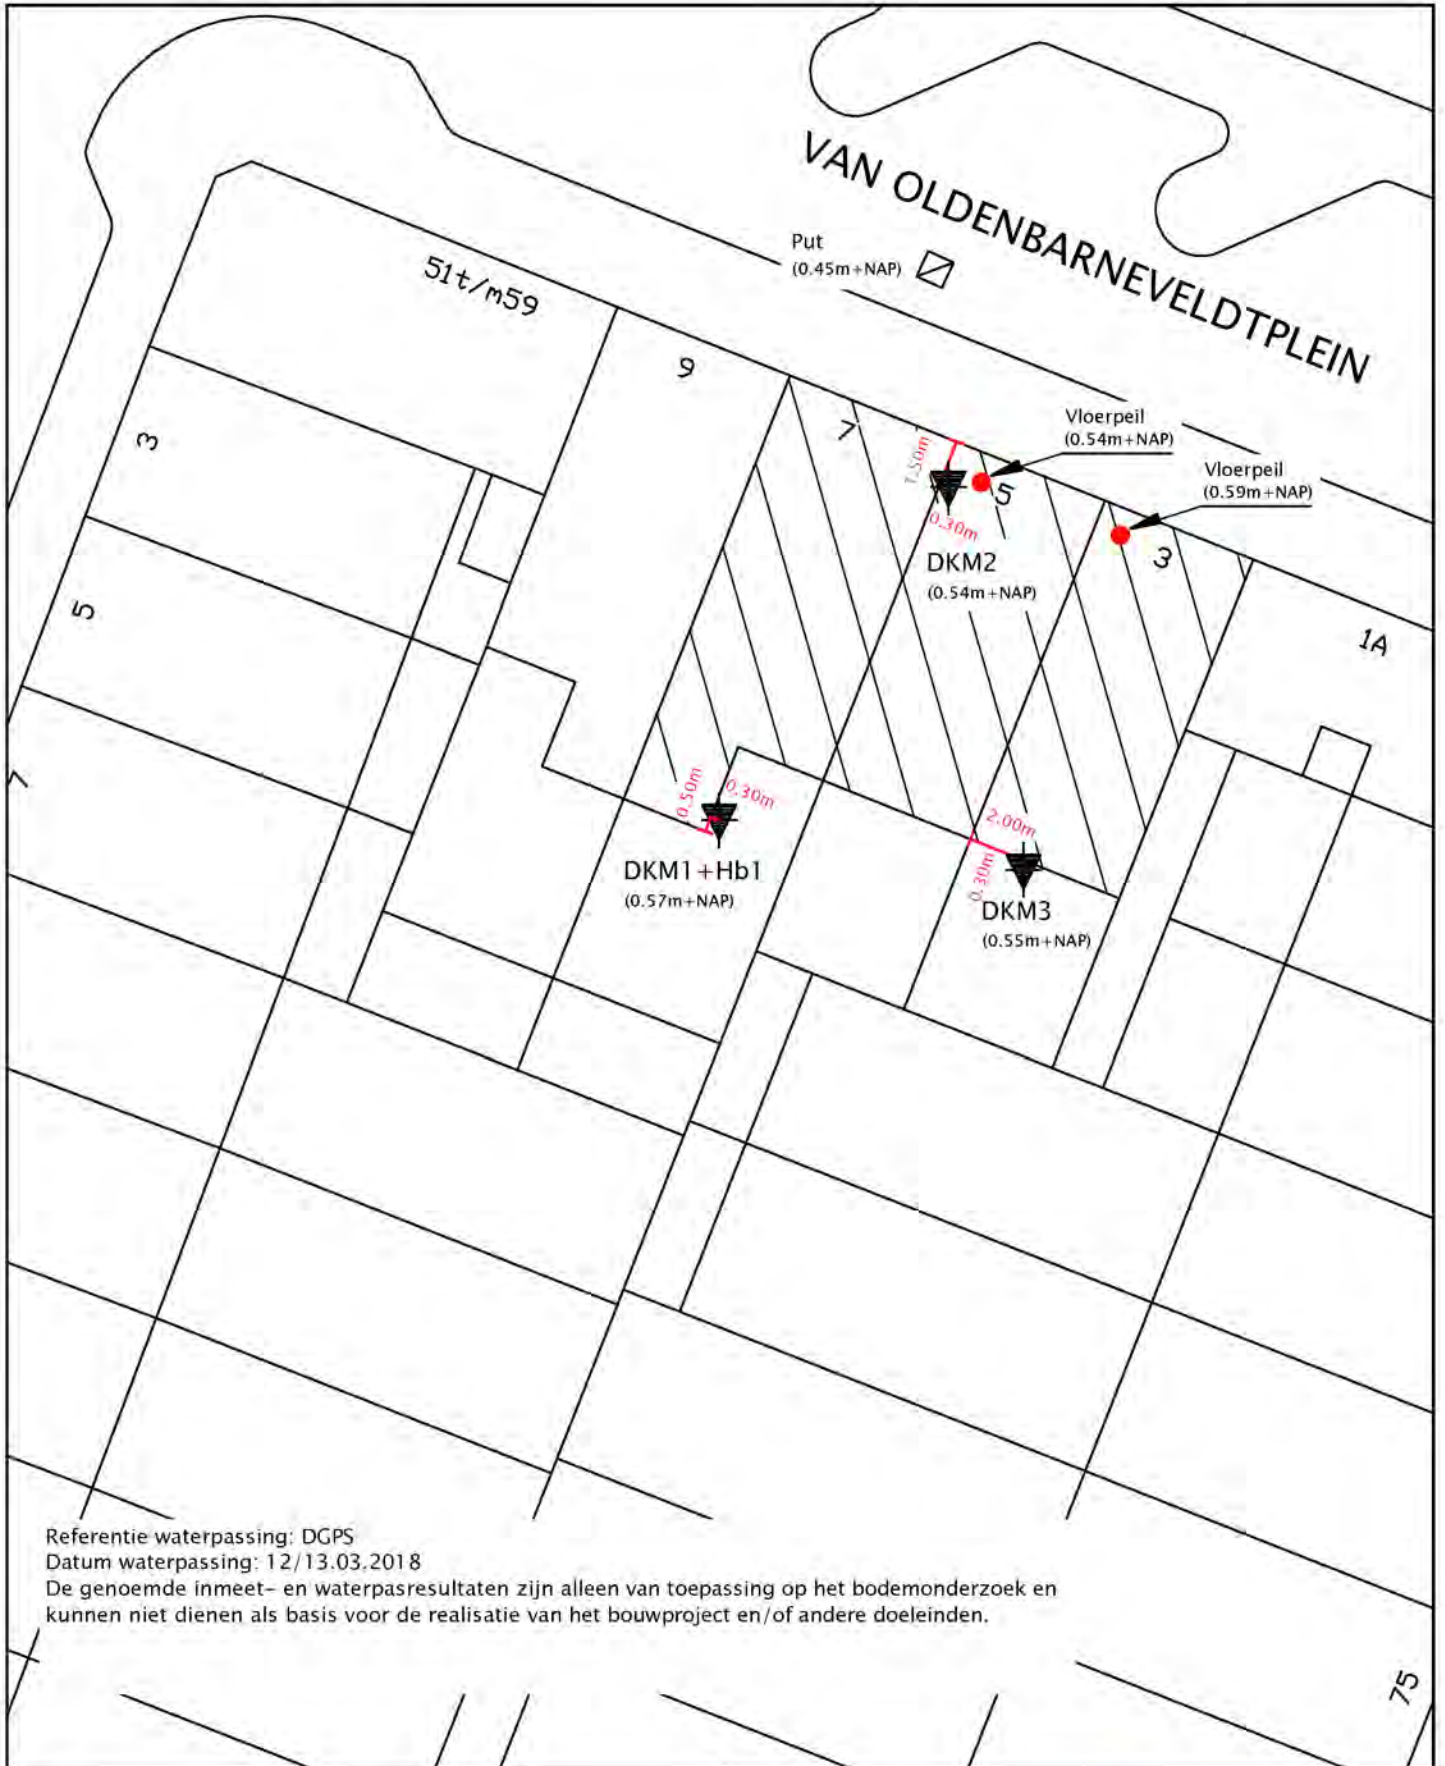 VAN OLDENBARNEVELDTPLEIN
Put
(0.45m+NAP)
51t/m59
9
7
Vloerpeil
(0.54m+NAP)
Vloerpeil
(0.59m+NAP)
3
1.50m
5
0.30m
3
DKM2
(0.54m+NAP)
5
1A
7
0.50m
0.30m
2.00m
DKM1+Hb1
(0.57m+NAP)
0.30m
DKM3
(0.55m+NAP)
Referentie waterpassing: DGPS
Datum waterpassing: 12/13.03.2018
De genoemde inmeet- en waterpasresultaten zijn alleen van toepassing op het bodemonderzoek en
kunnen niet dienen als basis voor de realisatie van het bouwproject en/of andere doeleinden.
75